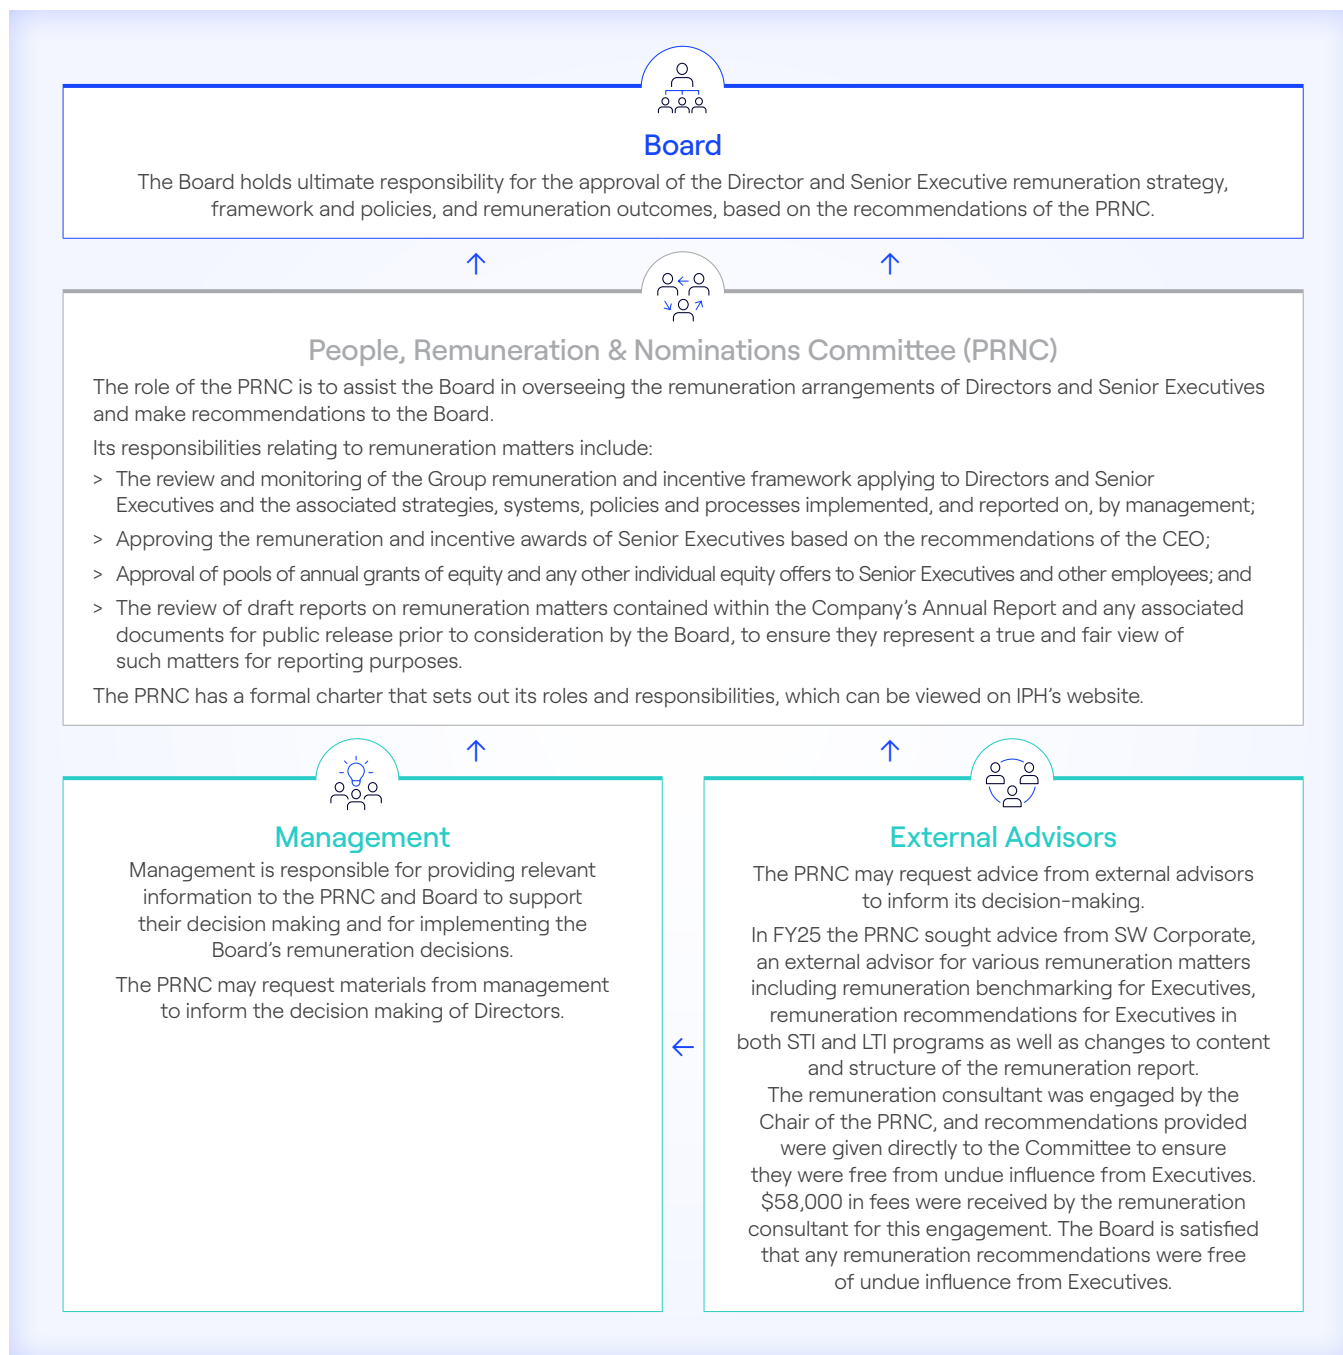 Board
The Board holds ultimate responsibility for the approval of the Director and Senior Executive remuneration strategy,
framework and policies, and remuneration outcomes, based on the recommendations of the PRNC.
People, Remuneration & Nominations Committee (PRNC)
The role of the PRNC is to assist the Board in overseeing the remuneration arrangements of Directors and Senior Executives
and make recommendations to the Board.
Its responsibilities relating to remuneration matters include:
> The review and monitoring of the Group remuneration and incentive framework applying to Directors and Senior
Executives and the associated strategies, systems, policies and processes implemented, and reported on, by management;
> Approving the remuneration and incentive awards of Senior Executives based on the recommendations of the CEO;
> Approval of pools of annual grants of equity and any other individual equity offers to Senior Executives and other employees; and
> The review of draft reports on remuneration matters contained within the Company’s Annual Report and any associated
documents for public release prior to consideration by the Board, to ensure they represent a true and fair view of
such matters for reporting purposes.
The PRNC has a formal charter that sets out its roles and responsibilities, which can be viewed on IPH’s website.
Management
Management is responsible for providing relevant
information to the PRNC and Board to support
their decision making and for implementing the
Board’s remuneration decisions.
The PRNC may request materials from management
to inform the decision making of Directors.
External Advisors
The PRNC may request advice from external advisors
to inform its decision-making.
In FY25 the PRNC sought advice from SW Corporate,
an external advisor for various remuneration matters
including remuneration benchmarking for Executives,
remuneration recommendations for Executives in
both STI and LTI programs as well as changes to content
and structure of the remuneration report.
The remuneration consultant was engaged by the
Chair of the PRNC, and recommendations provided
were given directly to the Committee to ensure
they were free from undue influence from Executives.
$58,000 in fees were received by the remuneration
consultant for this engagement. The Board is satisfied
that any remuneration recommendations were free
of undue influence from Executives.